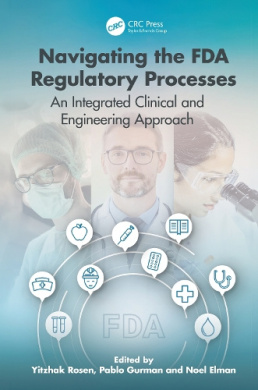 CRC
CRC Press
Taylor & Francis Group
Navigating the FDA
Regulatory Processes
An Integrated Clinical and
Engineering Approach
FDA
Edited by
Yitzhak Rosen, Pablo Gurman and Noel Elman